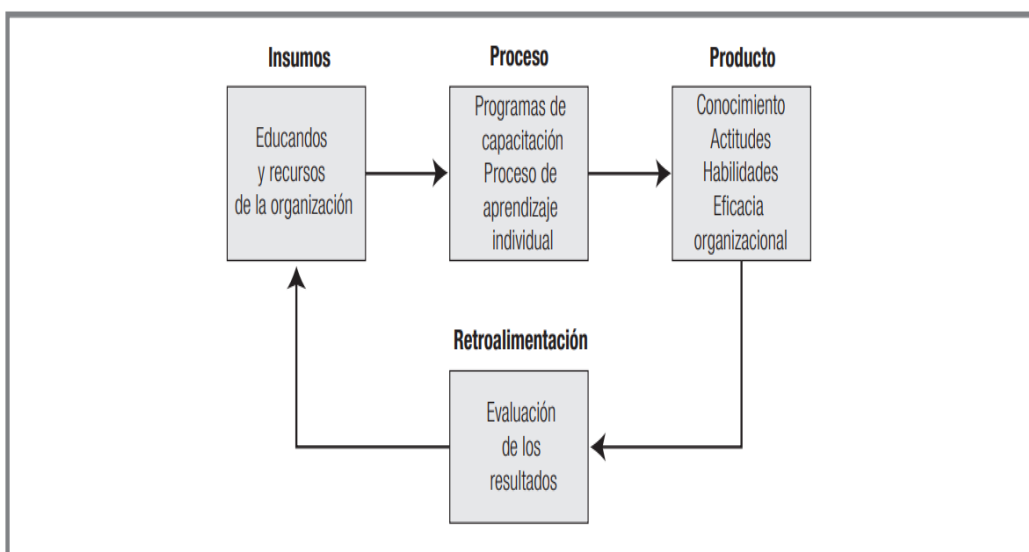 Insumos
Educandos
y recursos
de la organización
Proceso
Programas de
capacitación
Proceso de
aprendizaje
individual
Producto
Conocimiento
Actitudes
Habilidades
Eficacia
organizacional
Retroalimentación
Evaluación
de los
resultados